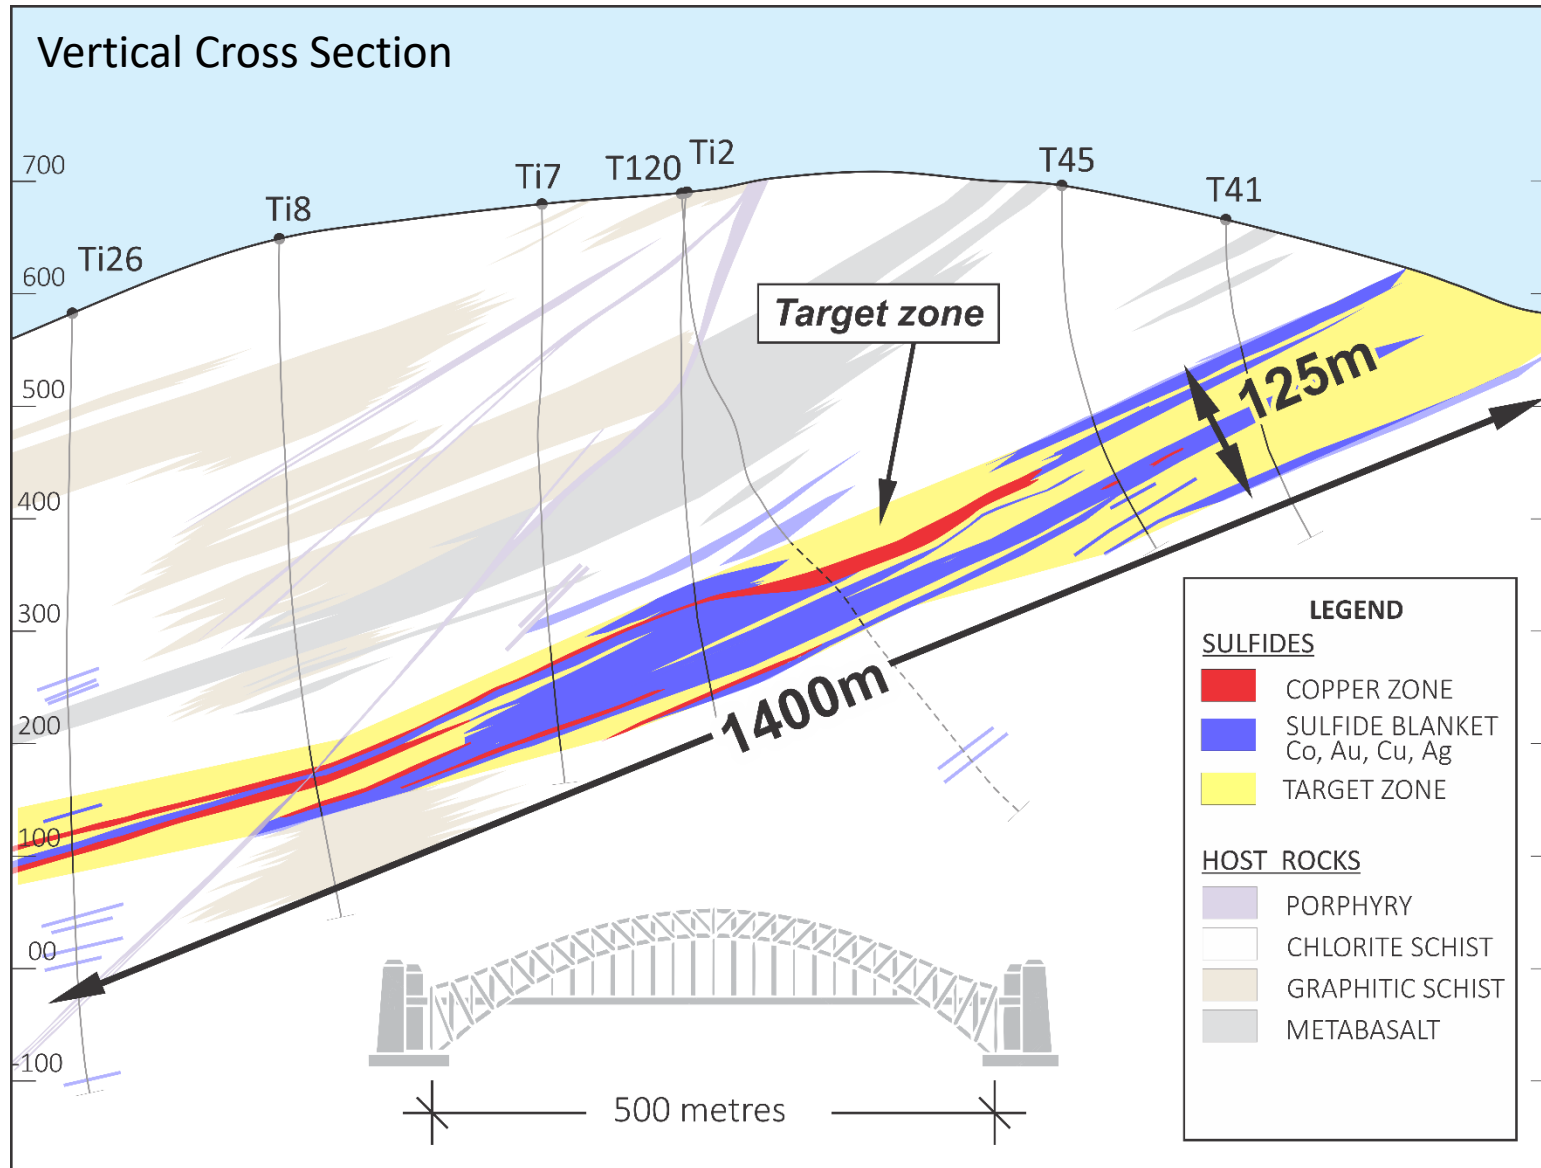 Vertical Cross Section
700
600
500
400
300
200
100
00
-100
Ti26
Ti8
Ti7
T120
Ti2
T45
T41
Target zone
125m
1400m
500 metres
LEGEND
SULFIDES
COPPER ZONE
SULFIDE BLANKET
Co, Au, Cu, Ag
TARGET ZONE
HOST ROCKS
PORPHYRY
CHLORITE SCHIST
GRAPHITIC SCHIST
METABASALT